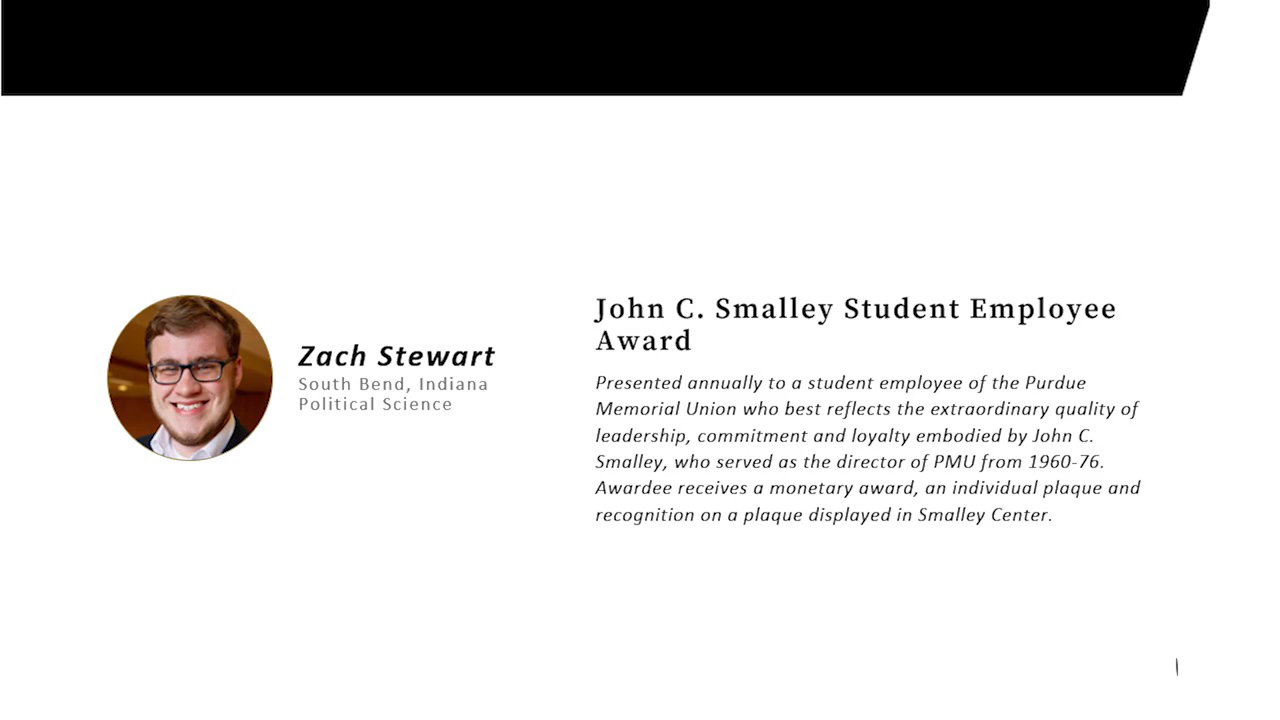 Zach Stewart
South Bend, Indiana
Political Science
John C. Smalley Student Employee
Award
Presented annually to a student employee of the Purdue
Memorial Union who best reflects the extraordinary quality of
leadership, commitment and loyalty embodied by John C.
Smalley, who served as the director of PMU from 1960-76.
Awardee receives a monetary award, an individual plaque and
recognition on a plaque displayed in Smalley Center.